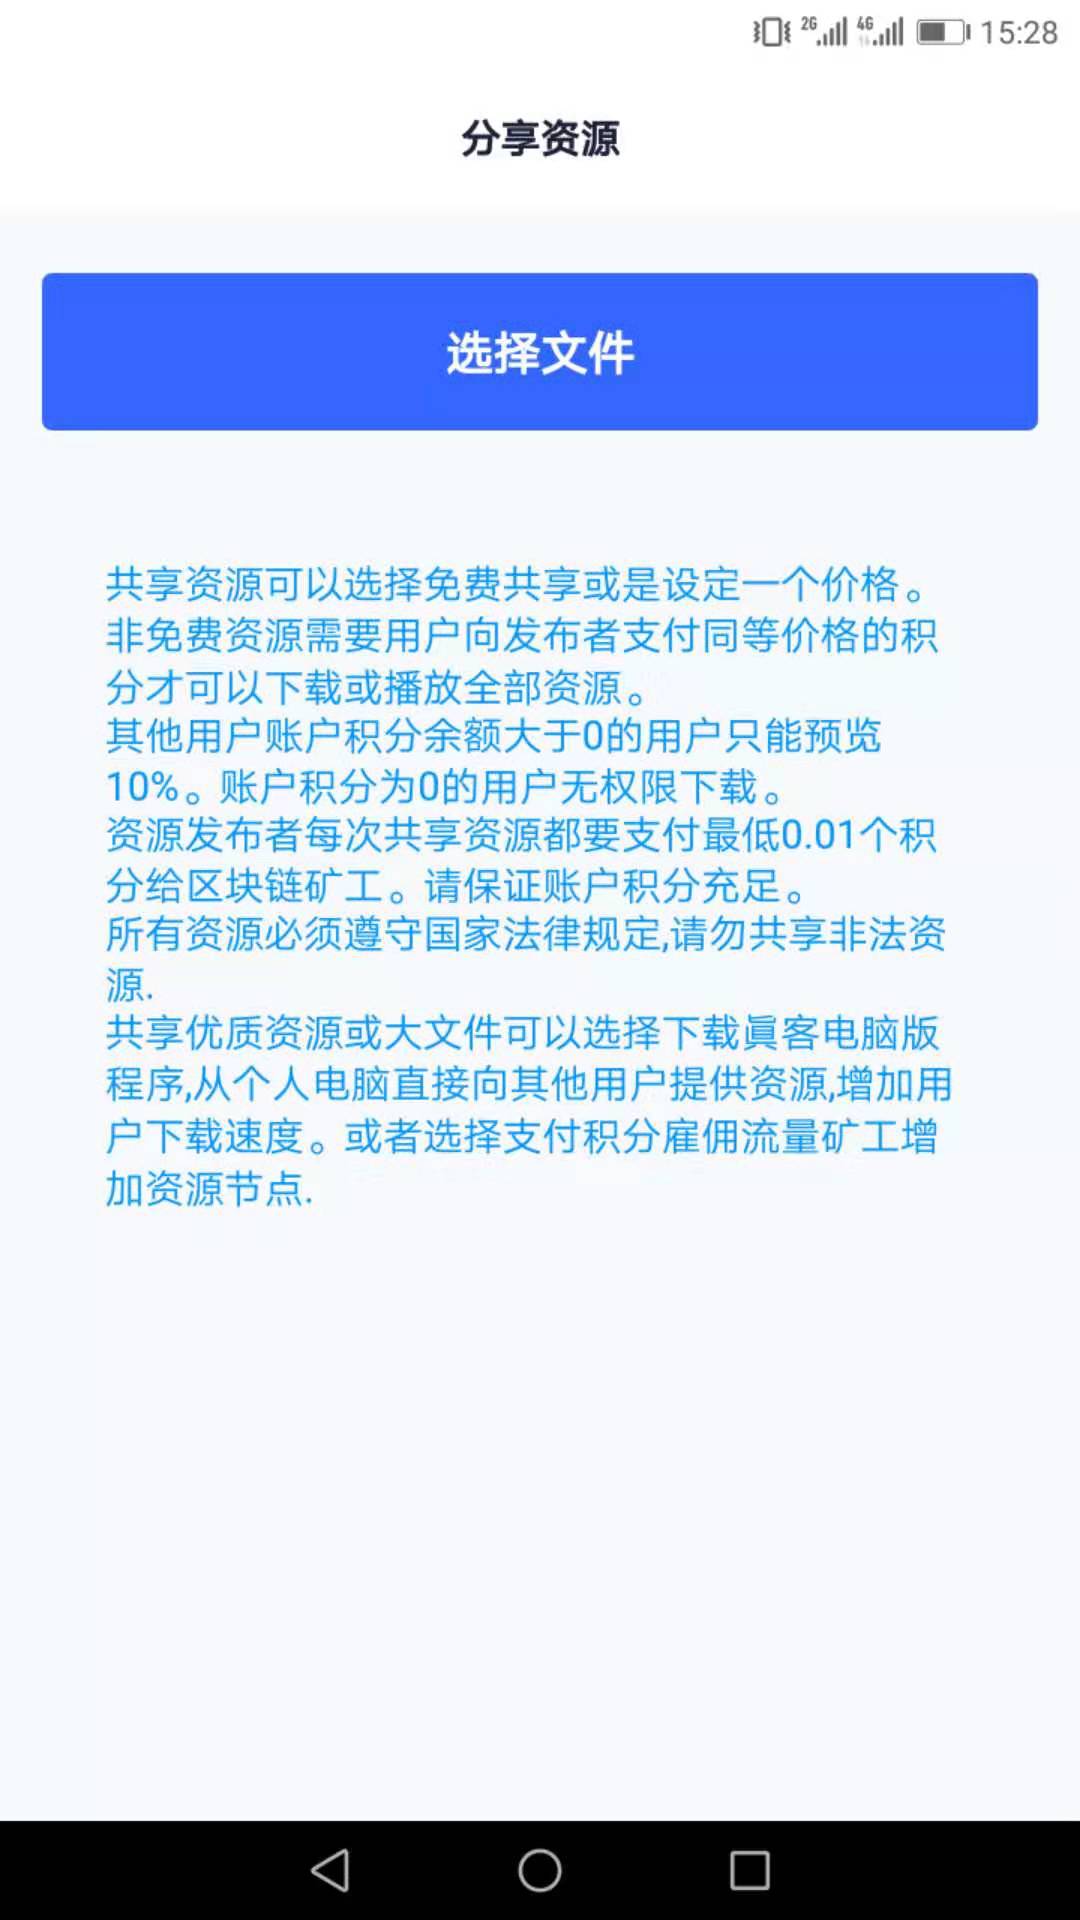 2G 4G 15:28
分享资源
选择文件
共享资源可以选择免费共享或是设定一个价格。
非免费资源需要用户向发布者支付同等价格的积
分才可以下载或播放全部资源。
其他用户账户积分余额大于0的用户只能预览
10%。账户积分为0的用户无权限下载。
资源发布者每次共享资源都要支付最低0.01个积
分给区块链矿工。请保证账户积分充足。
所有资源必须遵守国家法律规定,请勿共享非法资
源.
共享优质资源或大文件可以选择下载眞客电脑版
程序,从个人电脑直接向其他用户提供资源,增加用
户下载速度。或者选择支付积分雇佣流量矿工增
加资源节点.